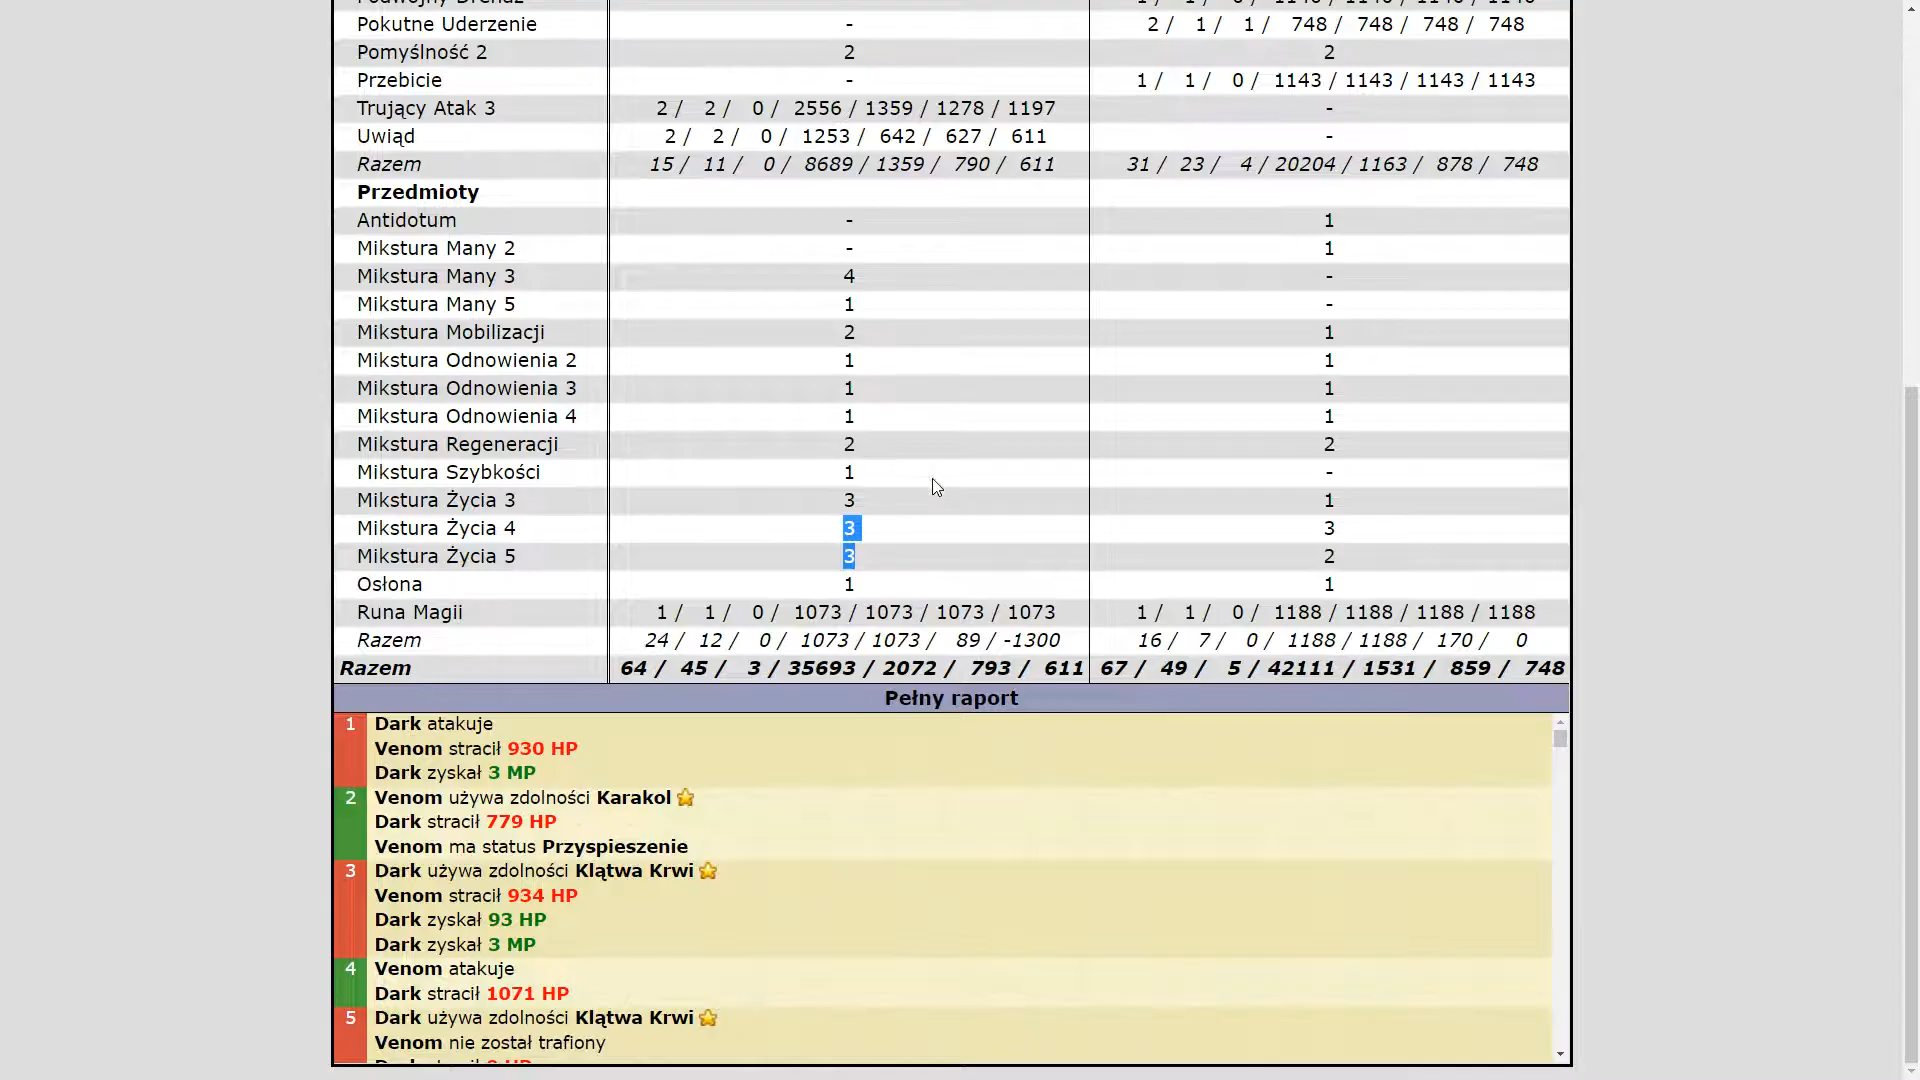 Pokutne Uderzenie - 2 / 1 / 1 / 748 / 748 / 748 / 748
Pomyślność 2 2 2
Przebicie - 1 / 1 / 0 / 1143 / 1143 / 1143 / 1143
Trujący Atak 3 2 / 2 / 0 / 2556 / 1359 / 1278 / 1197 -
Uwiąd 2 / 2 / 0 / 1253 / 642 / 627 / 611 -
Razem 15 / 11 / 0 / 8689 / 1359 / 790 / 611 31 / 23 / 4 / 20204 / 1163 / 878 / 748
Przedmioty
Antidotum - 1
Mikstura Many 2 - 1
Mikstura Many 3 4 -
Mikstura Many 5 1 -
Mikstura Mobilizacji 2 1
Mikstura Odnowienia 2 1 1
Mikstura Odnowienia 3 1 1
Mikstura Odnowienia 4 1 1
Mikstura Regeneracji 2 2
Mikstura Szybkości 1 -
Mikstura Życia 3 3 1
Mikstura Życia 4 3 3
Mikstura Życia 5 3 2
Osłona 1 1
Runa Magii 1 / 1 / 0 / 1073 / 1073 / 1073 / 1073 1 / 1 / 0 / 1188 / 1188 / 1188 / 1188
Razem 24 / 12 / 0 / 1073 / 1073 / 89 / -1300 16 / 7 / 0 / 1188 / 1188 / 170 / 0
Razem 64 / 45 / 3 / 35693 / 2072 / 793 / 611 67 / 49 / 5 / 42111 / 1531 / 859 / 748
Pełny raport
1 Dark atakuje
Venom stracił 930 HP
Dark zyskał 3 MP
2 Venom używa zdolności Karakol
Dark stracił 779 HP
Venom ma status Przyspieszenie
3 Dark używa zdolności Klątwa Krwi
Venom stracił 934 HP
Dark zyskał 93 HP
Dark zyskał 3 MP
4 Venom atakuje
Dark stracił 1071 HP
5 Dark używa zdolności Klątwa Krwi
Venom nie został trafiony